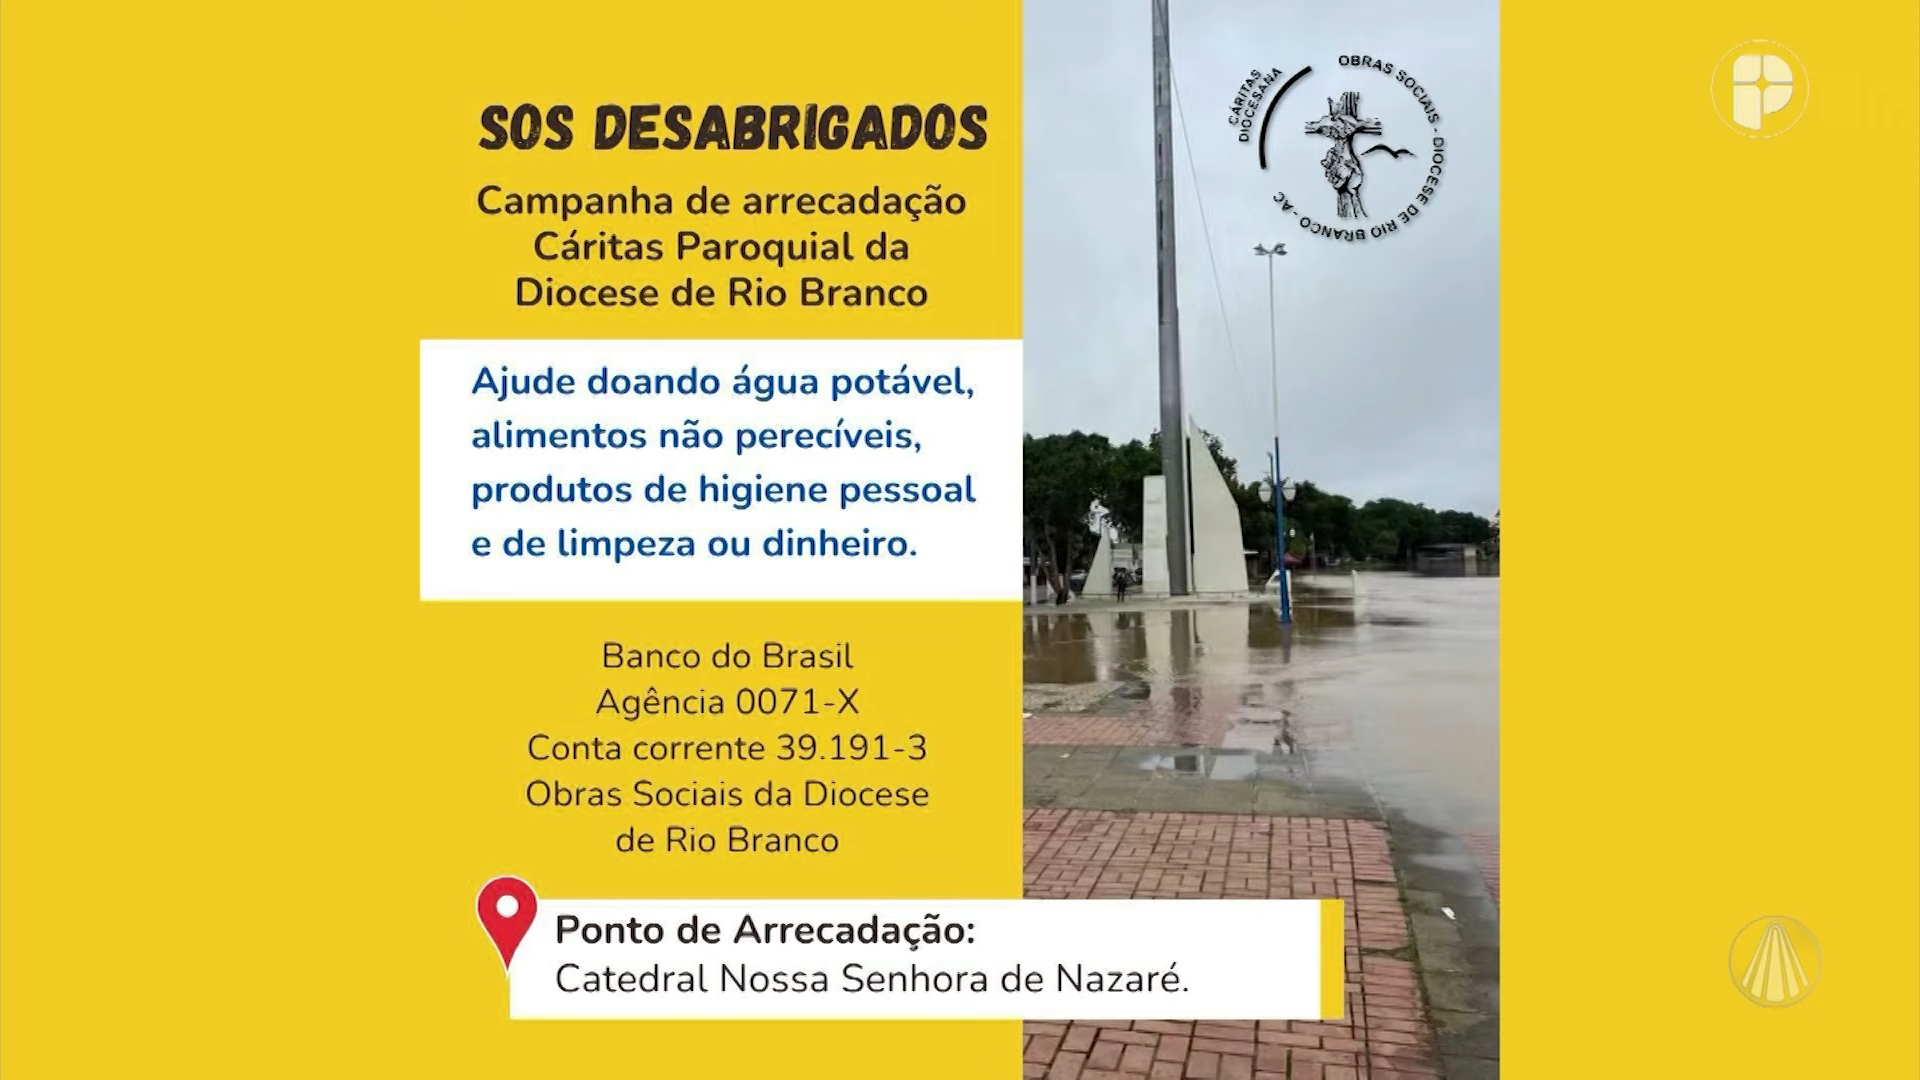 SOS DESABRIGADOS
Campanha de arrecadação
Cáritas Paroquial da
Diocese de Rio Branco
Ajude doando água potável,
alimentos não perecíveis,
produtos de higiene pessoal
e de limpeza ou dinheiro.
Banco do Brasil
Agência 0071-X
Conta corrente 39.191-3
Obras Sociais da Diocese
de Rio Branco
Ponto de Arrecadação:
Catedral Nossa Senhora de Nazaré.
CÁRITAS
DIOCESANA
OBRAS SOCIAIS - DIOCESE DE RIO BRANCO - AC